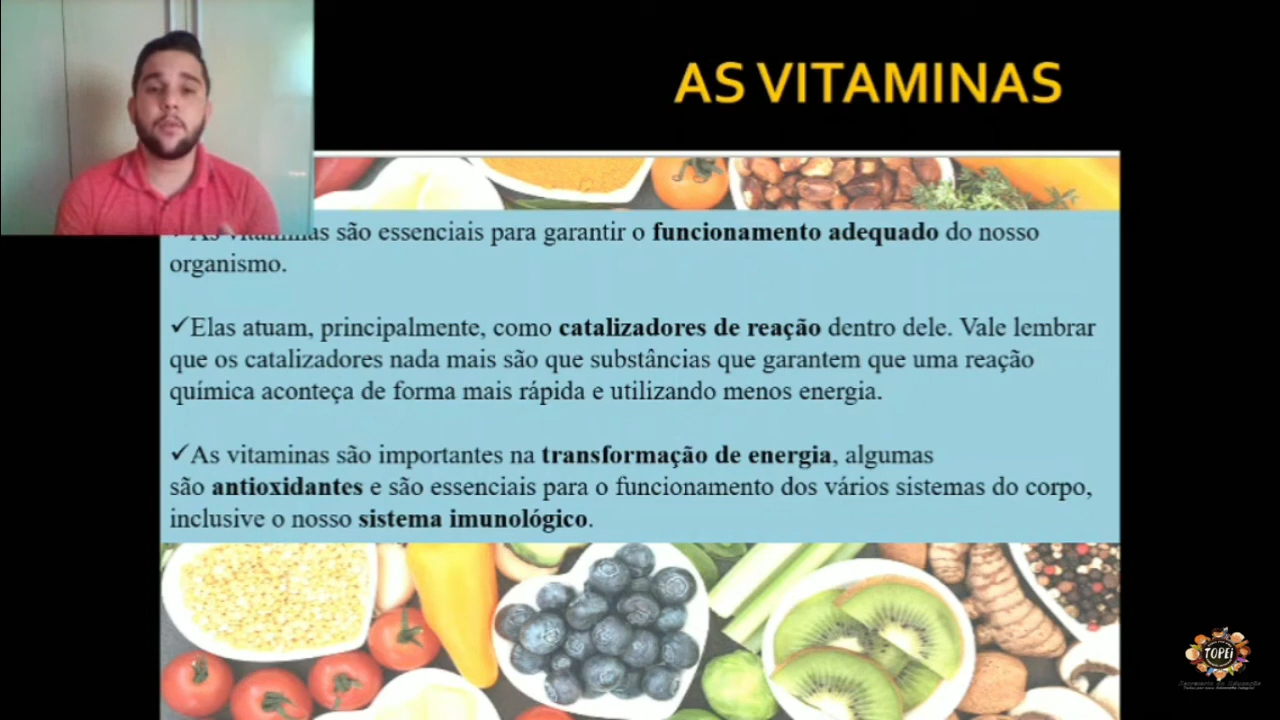 AS VITAMINAS
As vitaminas são essenciais para garantir o funcionamento adequado do nosso
organismo.
✓Elas atuam, principalmente, como catalizadores de reação dentro dele. Vale lembrar
que os catalizadores nada mais são que substâncias que garantem que uma reação
química aconteça de forma mais rápida e utilizando menos energia.
✓As vitaminas são importantes na transformação de energia, algumas
são antioxidantes e são essenciais para o funcionamento dos vários sistemas do corpo,
inclusive o nosso sistema imunológico.
TOPEI